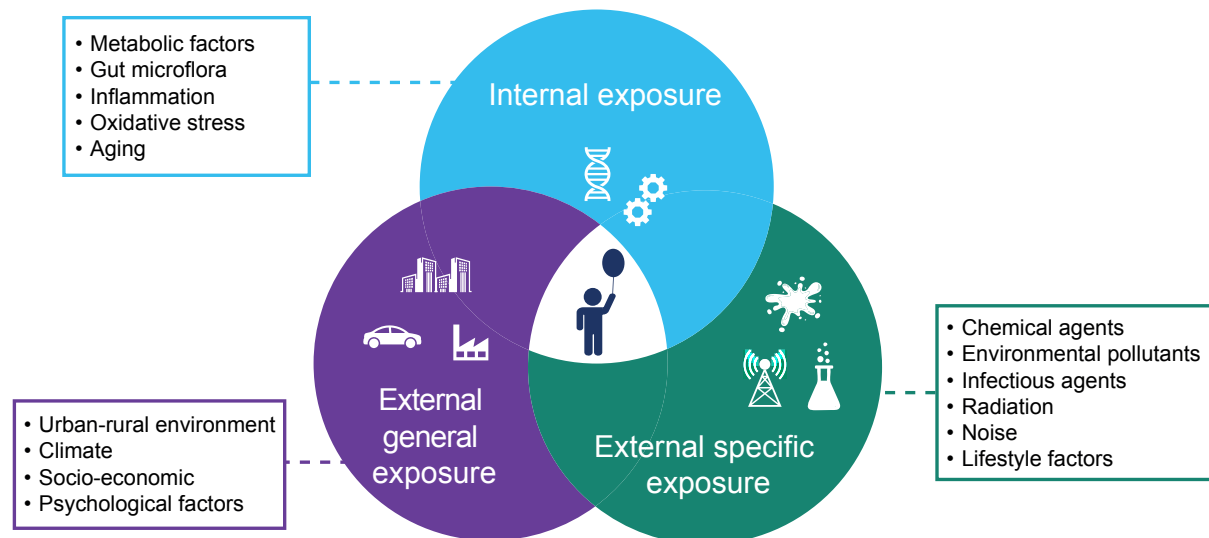 • Metabolic factors
• Gut microflora
• Inflammation
• Oxidative stress
• Aging
Internal exposure
External
general
exposure
• Urban-rural environment
• Climate
• Socio-economic
• Psychological factors
External specific
exposure
• Chemical agents
• Environmental pollutants
• Infectious agents
• Radiation
• Noise
• Lifestyle factors